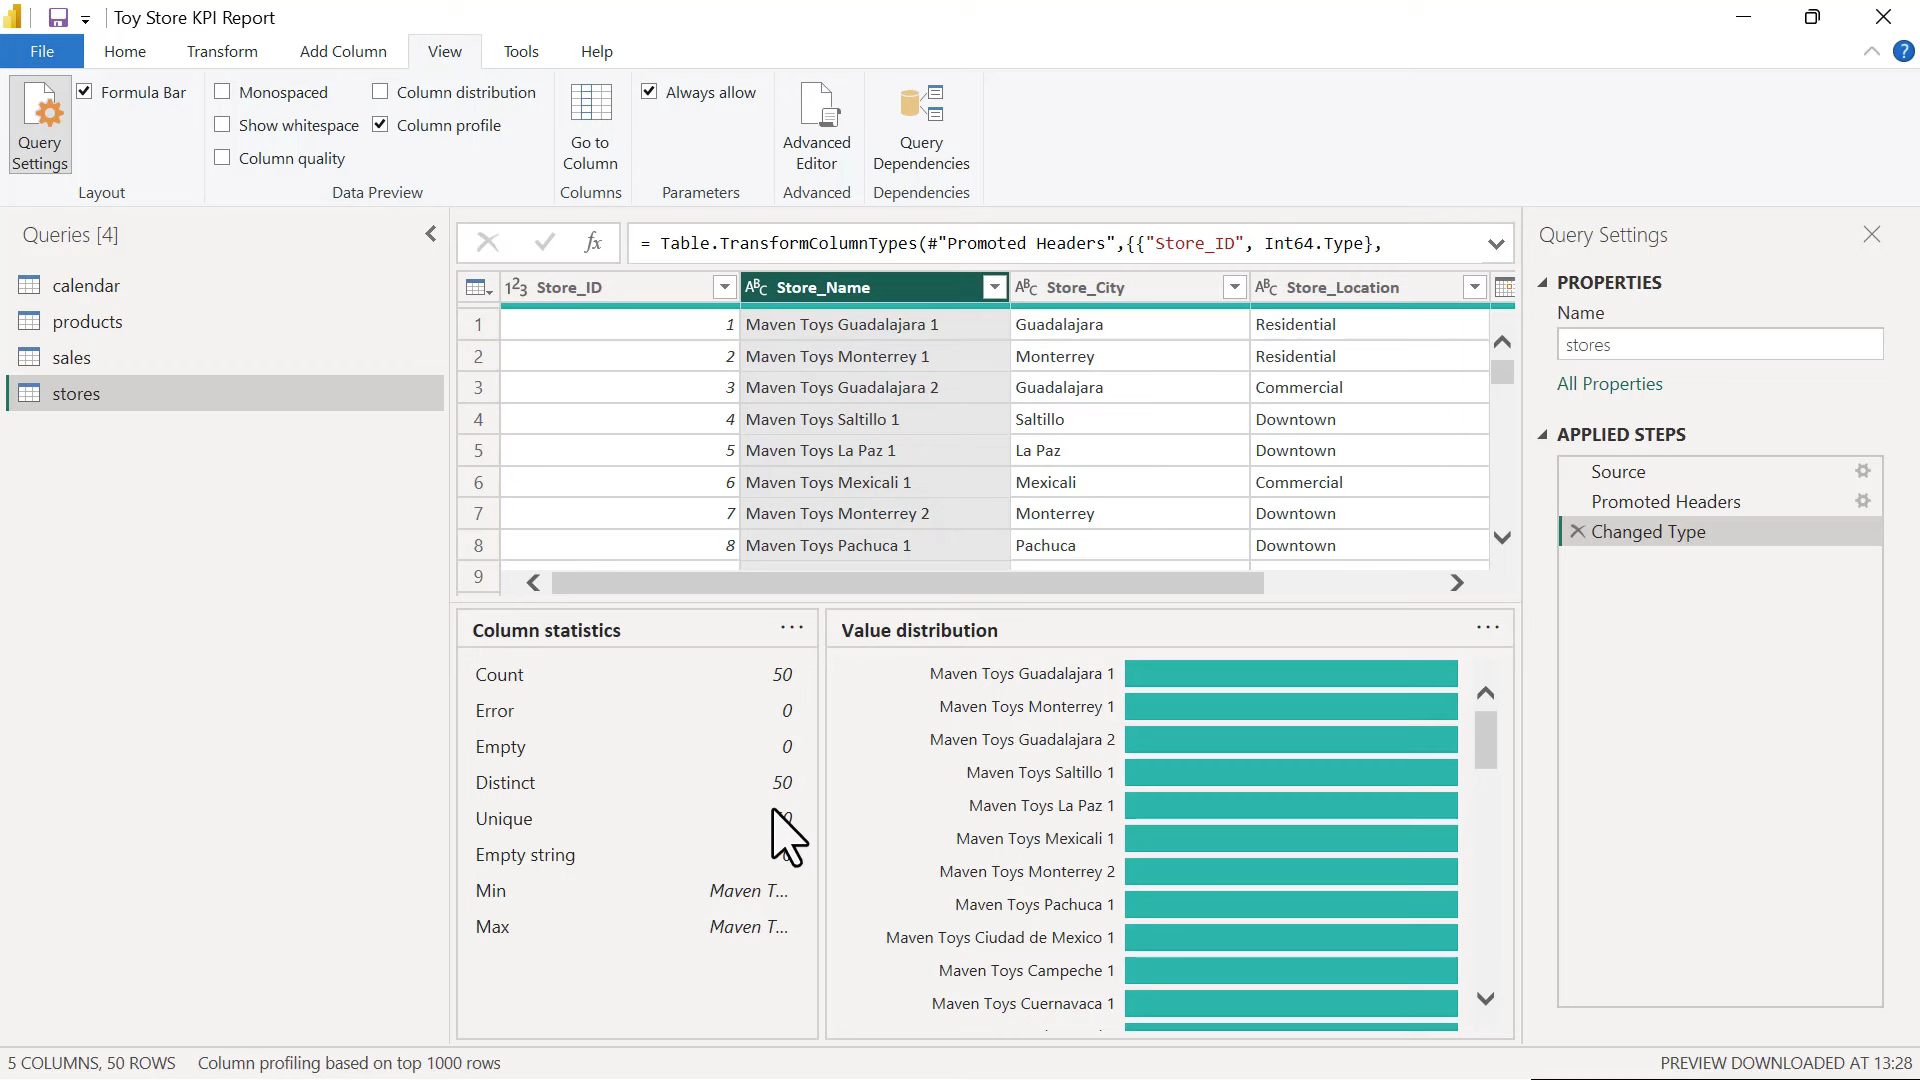 Toy Store KPI Report
File Home Transform Add Column View Tools Help
?
Formula Bar
Monospaced
Column distribution
Always allow
Show whitespace
Column profile
Column quality
Query
Settings
Go to
Column
Advanced
Editor
Query
Dependencies
Layout
Data Preview
Columns
Parameters
Advanced
Dependencies
Queries [4]
calendar
products
sales
stores
fx
= Table.TransformColumnTypes(#"Promoted Headers",{{"Store_ID", Int64.Type},
123 Store_ID ABC Store_Name ABC Store_City ABC Store_Location
1 1 Maven Toys Guadalajara 1 Guadalajara Residential
2 2 Maven Toys Monterrey 1 Monterrey Residential
3 3 Maven Toys Guadalajara 2 Guadalajara Commercial
4 4 Maven Toys Saltillo 1 Saltillo Downtown
5 5 Maven Toys La Paz 1 La Paz Downtown
6 6 Maven Toys Mexicali 1 Mexicali Commercial
7 7 Maven Toys Monterrey 2 Monterrey Downtown
8 8 Maven Toys Pachuca 1 Pachuca Downtown
9
Column statistics ...
Count 50
Error 0
Empty 0
Distinct 50
Unique
Empty string
Min Maven T...
Max Maven T...
Value distribution ...
Maven Toys Guadalajara 1
Maven Toys Monterrey 1
Maven Toys Guadalajara 2
Maven Toys Saltillo 1
Maven Toys La Paz 1
Maven Toys Mexicali 1
Maven Toys Monterrey 2
Maven Toys Pachuca 1
Maven Toys Ciudad de Mexico 1
Maven Toys Campeche 1
Maven Toys Cuernavaca 1
Query Settings
PROPERTIES
Name
stores
All Properties
APPLIED STEPS
Source
Promoted Headers
Changed Type
5 COLUMNS, 50 ROWS Column profiling based on top 1000 rows
PREVIEW DOWNLOADED AT 13:28